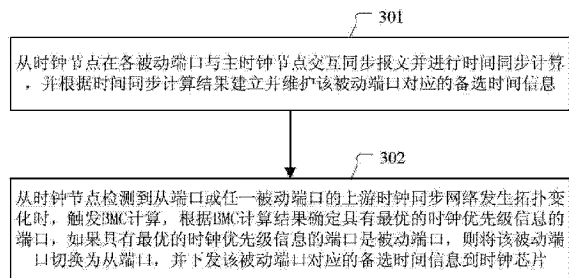 301
从时钟节点在各被动端口与主时钟节点交互同步报文并进行时间同步计算
，并根据时间同步计算结果建立并维护该被动端口对应的备选时间信息
302
从时钟节点检测到从端口或任一被动端口的上游时钟同步网络发生拓扑变
化时，触发BMC计算，根据BMC计算结果确定具有最优的时钟优先级信息的
端口，如果具有最优的时钟优先级信息的端口是被动端口，则将该被动端
口切换为从端口，并下发该被动端口对应的备选时间信息到时钟芯片